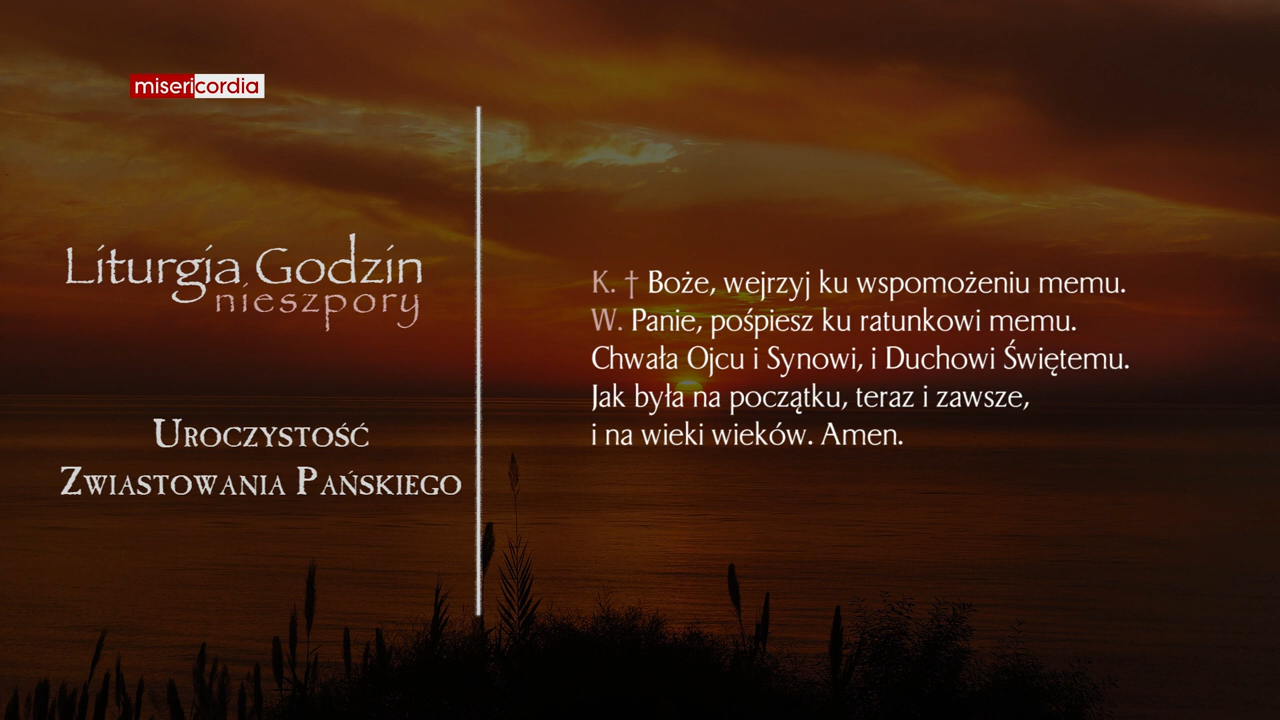 misericordia
Liturgia Godzin
nieszpory
Uroczystość
Zwiastowania Pańskiego
K. † Boże, wejrzyj ku wspomożeniu memu.
W. Panie, pośpiesz ku ratunkowi memu.
Chwała Ojcu i Synowi, i Duchowi Świętemu.
Jak była na początku, teraz i zawsze,
i na wieki wieków. Amen.